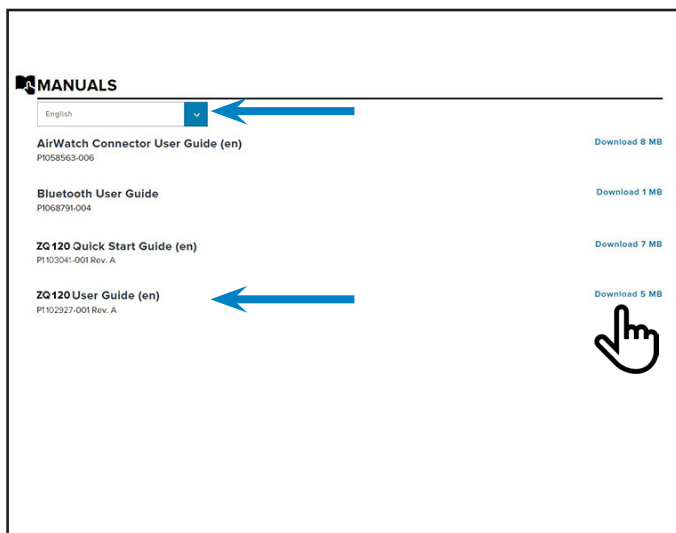 MANUALS
English
AirWatch Connector User Guide (en)
Download 8 MB
P1058563-006
Bluetooth User Guide
Download 1 MB
P1068791-004
ZQ120 Quick Start Guide (en)
Download 7 MB
P1103041-001 Rev. A
ZQ120 User Guide (en)
Download 5 MB
P1102927-001 Rev. A